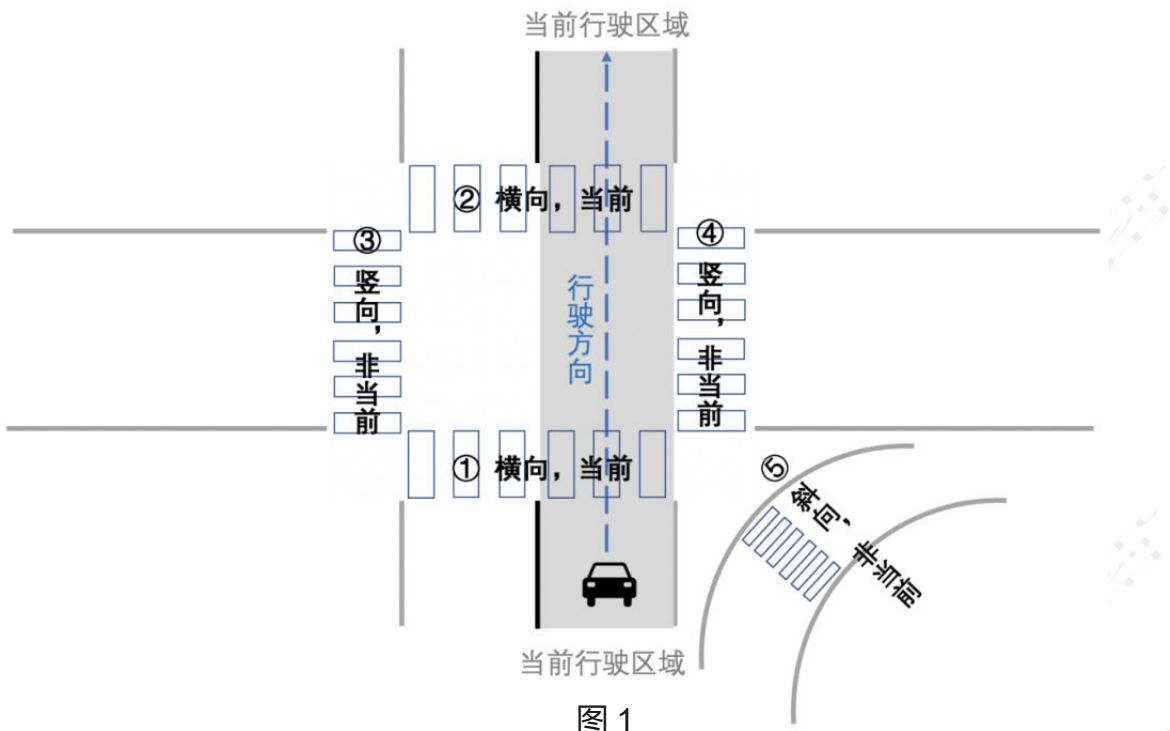 当前行驶区域
② 横向，当前
③ 竖向，非当前
④ 竖向，非当前
行驶方向
① 横向，当前
⑤ 斜向，非当前
当前行驶区域
图 1